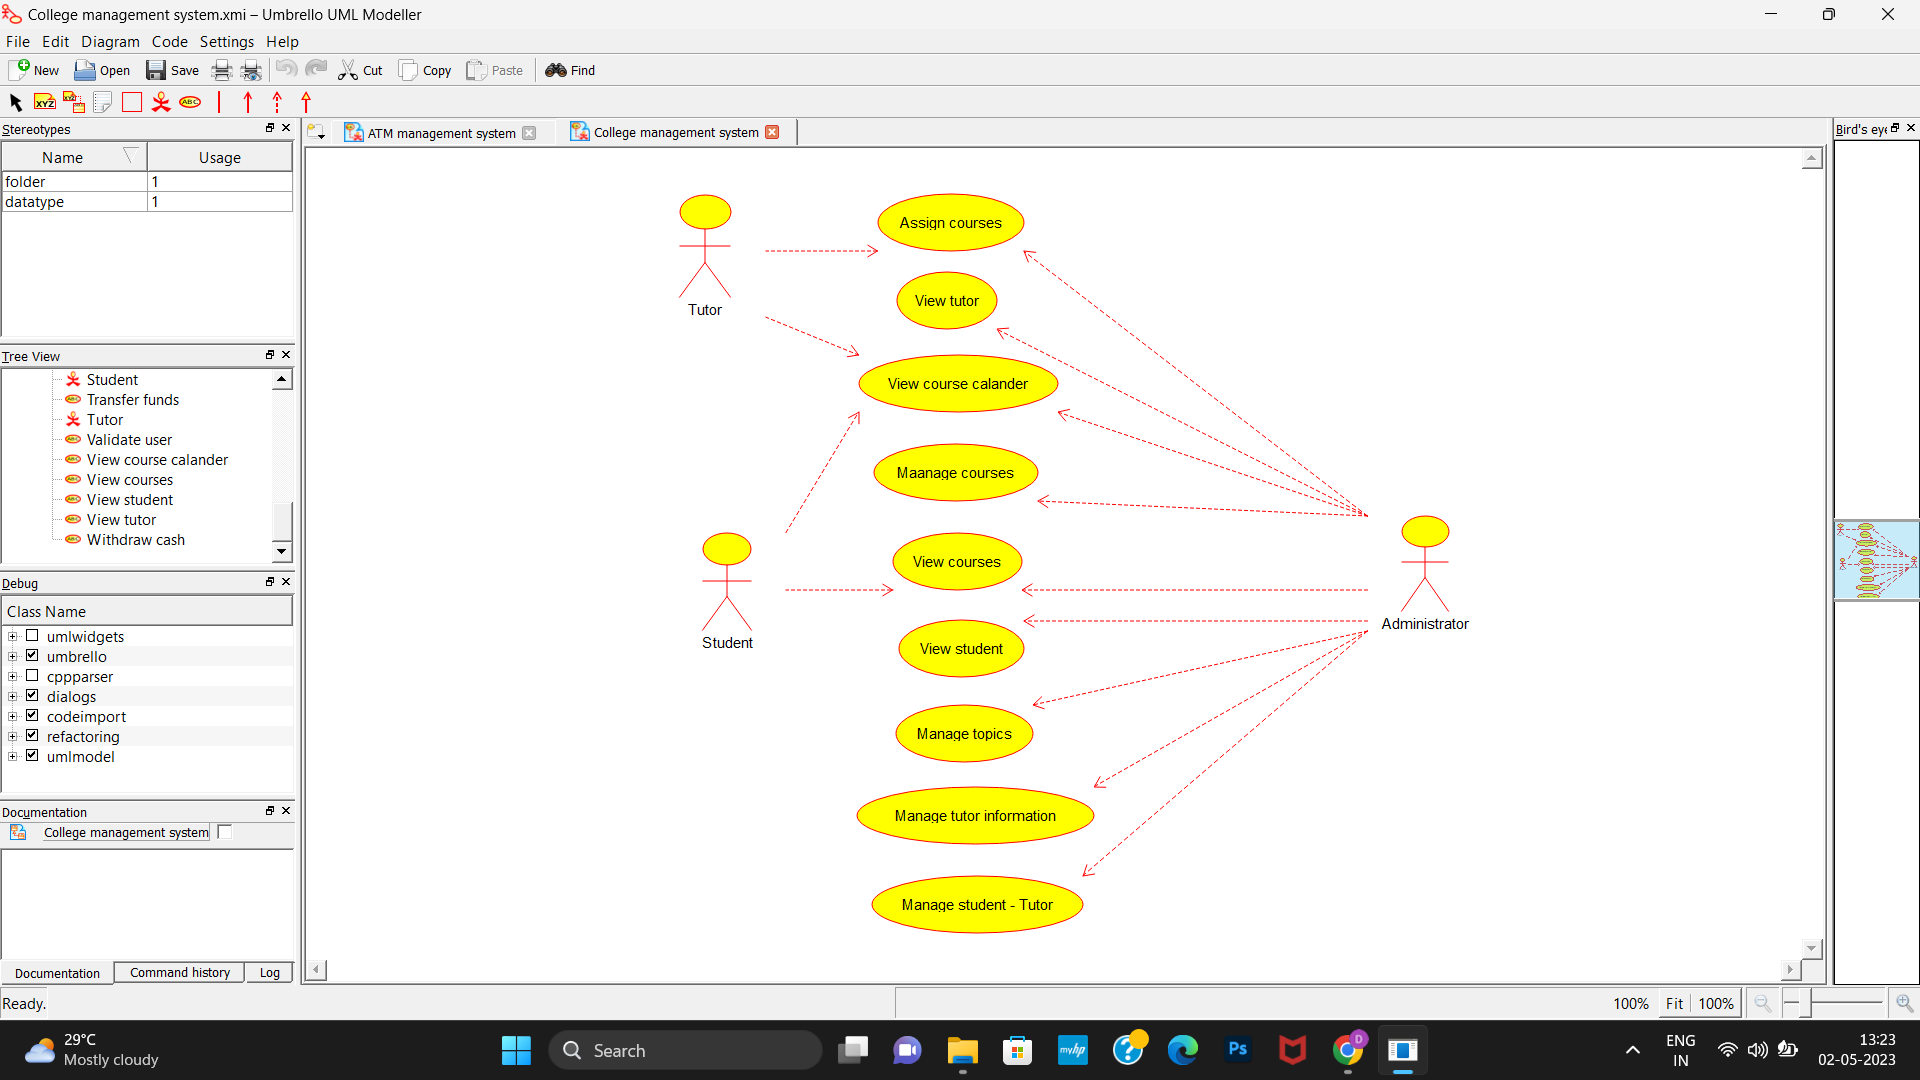 College management system.xmi – Umbrello UML Modeller
File Edit Diagram Code Settings Help
New Open Save Cut Copy Paste Find
XYZ XYZ ABC
Stereotypes
Name Usage
folder 1
datatype 1
Tree View
Student
Transfer funds
Tutor
Validate user
View course calander
View courses
View student
View tutor
Withdraw cash
Debug
Class Name
umlwidgets
umbrello
cppparser
dialogs
codeimport
refactoring
umlmodel
Documentation
College management system
Documentation Command history Log
Ready.
ATM management system College management system
Tutor
Student
Assign courses
View tutor
View course calander
Maanage courses
View courses
View student
Manage topics
Manage tutor information
Manage student - Tutor
Administrator
Bird's eye
100% Fit 100%
29°C
Mostly cloudy
Search
myhp
?
Ps
D
ENG
IN
13:23
02-05-2023